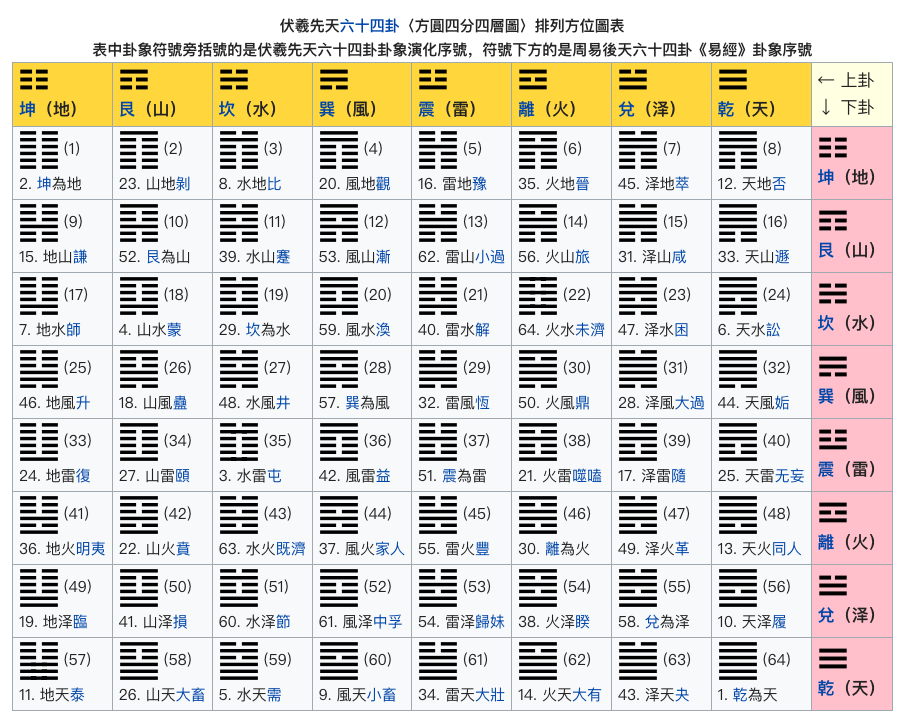 伏羲先天六十四卦〈方圓四分四層圖〉排列方位圖表
表中卦象符號旁括號的是伏羲先天六十四卦卦象演化序號，符號下方的是周易後天六十四卦《易經》卦象序號
坤（地） 艮（山） 坎（水） 巽（風） 震（雷） 離（火） 兌（泽） 乾（天） ← 上卦
↓ 下卦
(1) (2) (3) (4) (5) (6) (7) (8)
2. 坤為地 23. 山地剝 8. 水地比 20. 風地觀 16. 雷地豫 35. 火地晉 45. 泽地萃 12. 天地否 坤（地）
(9) (10) (11) (12) (13) (14) (15) (16)
15. 地山謙 52. 艮為山 39. 水山蹇 53. 風山漸 62. 雷山小過 56. 火山旅 31. 泽山咸 33. 天山遯 艮（山）
(17) (18) (19) (20) (21) (22) (23) (24)
7. 地水師 4. 山水蒙 29. 坎為水 59. 風水渙 40. 雷水解 64. 火水未濟 47. 泽水困 6. 天水訟 坎（水）
(25) (26) (27) (28) (29) (30) (31) (32)
46. 地風升 18. 山風蠱 48. 水風井 57. 巽為風 32. 雷風恆 50. 火風鼎 28. 泽風大過 44. 天風姤 巽（風）
(33) (34) (35) (36) (37) (38) (39) (40)
24. 地雷復 27. 山雷頤 3. 水雷屯 42. 風雷益 51. 震為雷 21. 火雷噬嗑 17. 泽雷隨 25. 天雷无妄 震（雷）
(41) (42) (43) (44) (45) (46) (47) (48)
36. 地火明夷 22. 山火賁 63. 水火既濟 37. 風火家人 55. 雷火豐 30. 離為火 49. 泽火革 13. 天火同人 離（火）
(49) (50) (51) (52) (53) (54) (55) (56)
19. 地泽臨 41. 山泽損 60. 水泽節 61. 風泽中孚 54. 雷泽歸妹 38. 火泽睽 58. 兌為泽 10. 天泽履 兌（泽）
(57) (58) (59) (60) (61) (62) (63) (64)
11. 地天泰 26. 山天大畜 5. 水天需 9. 風天小畜 34. 雷天大壯 14. 火天大有 43. 泽天夬 1. 乾為天 乾（天）